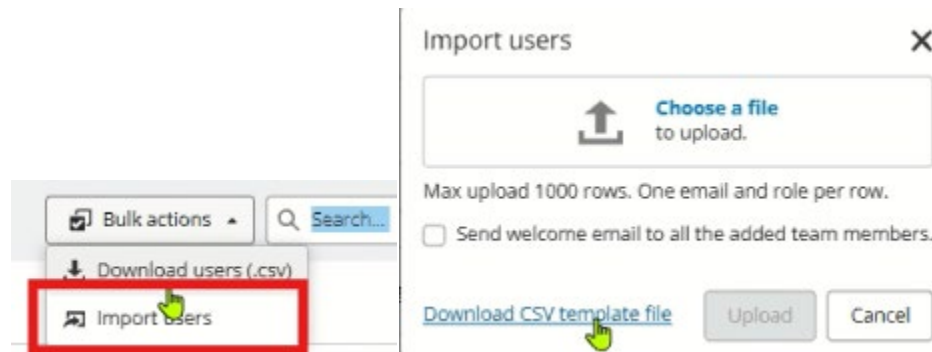 Bulk actions
Search...
Download users (.csv)
Import users
Import users
Choose a file
to upload.
Max upload 1000 rows. One email and role per row.
Send welcome email to all the added team members.
Download CSV template file
Upload
Cancel